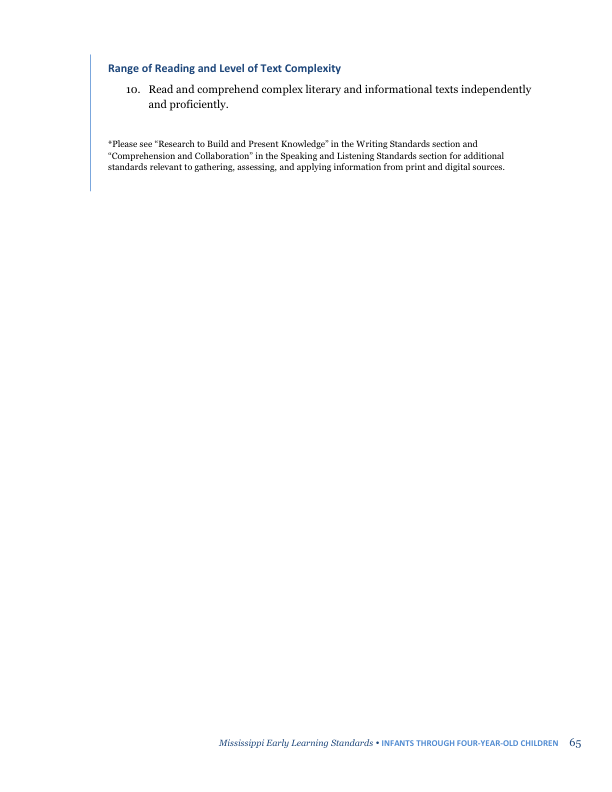 Range of Reading and Level of Text Complexity
10. Read and comprehend complex literary and informational texts independently
and proficiently.
*Please see “Research to Build and Present Knowledge” in the Writing Standards section and
“Comprehension and Collaboration” in the Speaking and Listening Standards section for additional
standards relevant to gathering, assessing, and applying information from print and digital sources.
Mississippi Early Learning Standards • INFANTS THROUGH FOUR-YEAR-OLD CHILDREN 65